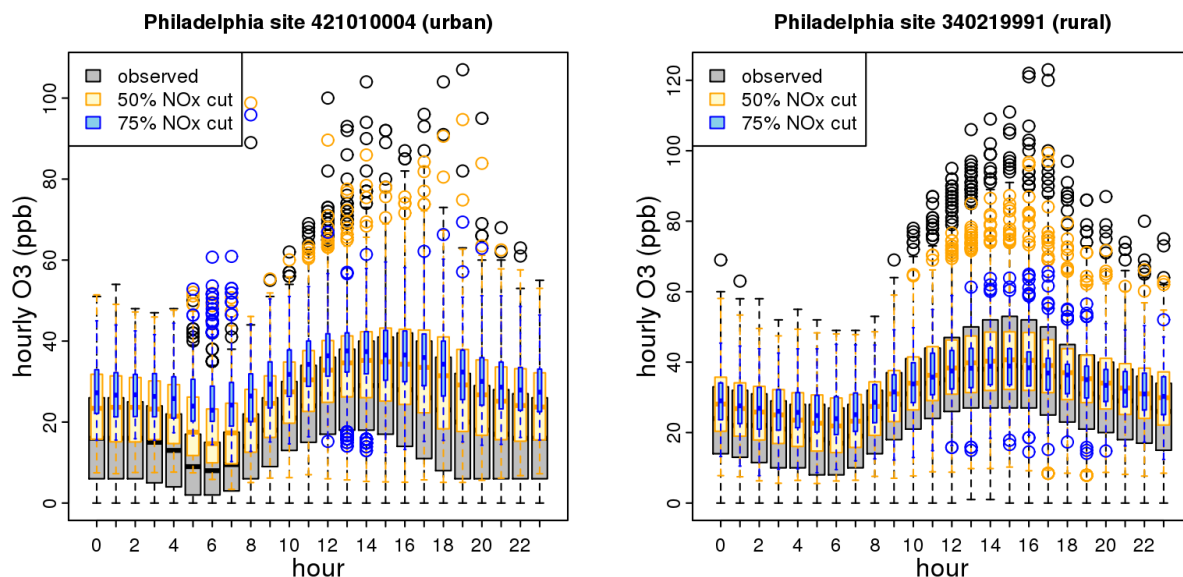 Philadelphia site 421010004 (urban)
observed
50% NOx cut
75% NOx cut
hourly O3 (ppb)
0 20 40 60 80 100
0 2 4 6 8 10 12 14 16 18 20 22
hour
Philadelphia site 340219991 (rural)
observed
50% NOx cut
75% NOx cut
hourly O3 (ppb)
0 20 40 60 80 100 120
0 2 4 6 8 10 12 14 16 18 20 22
hour